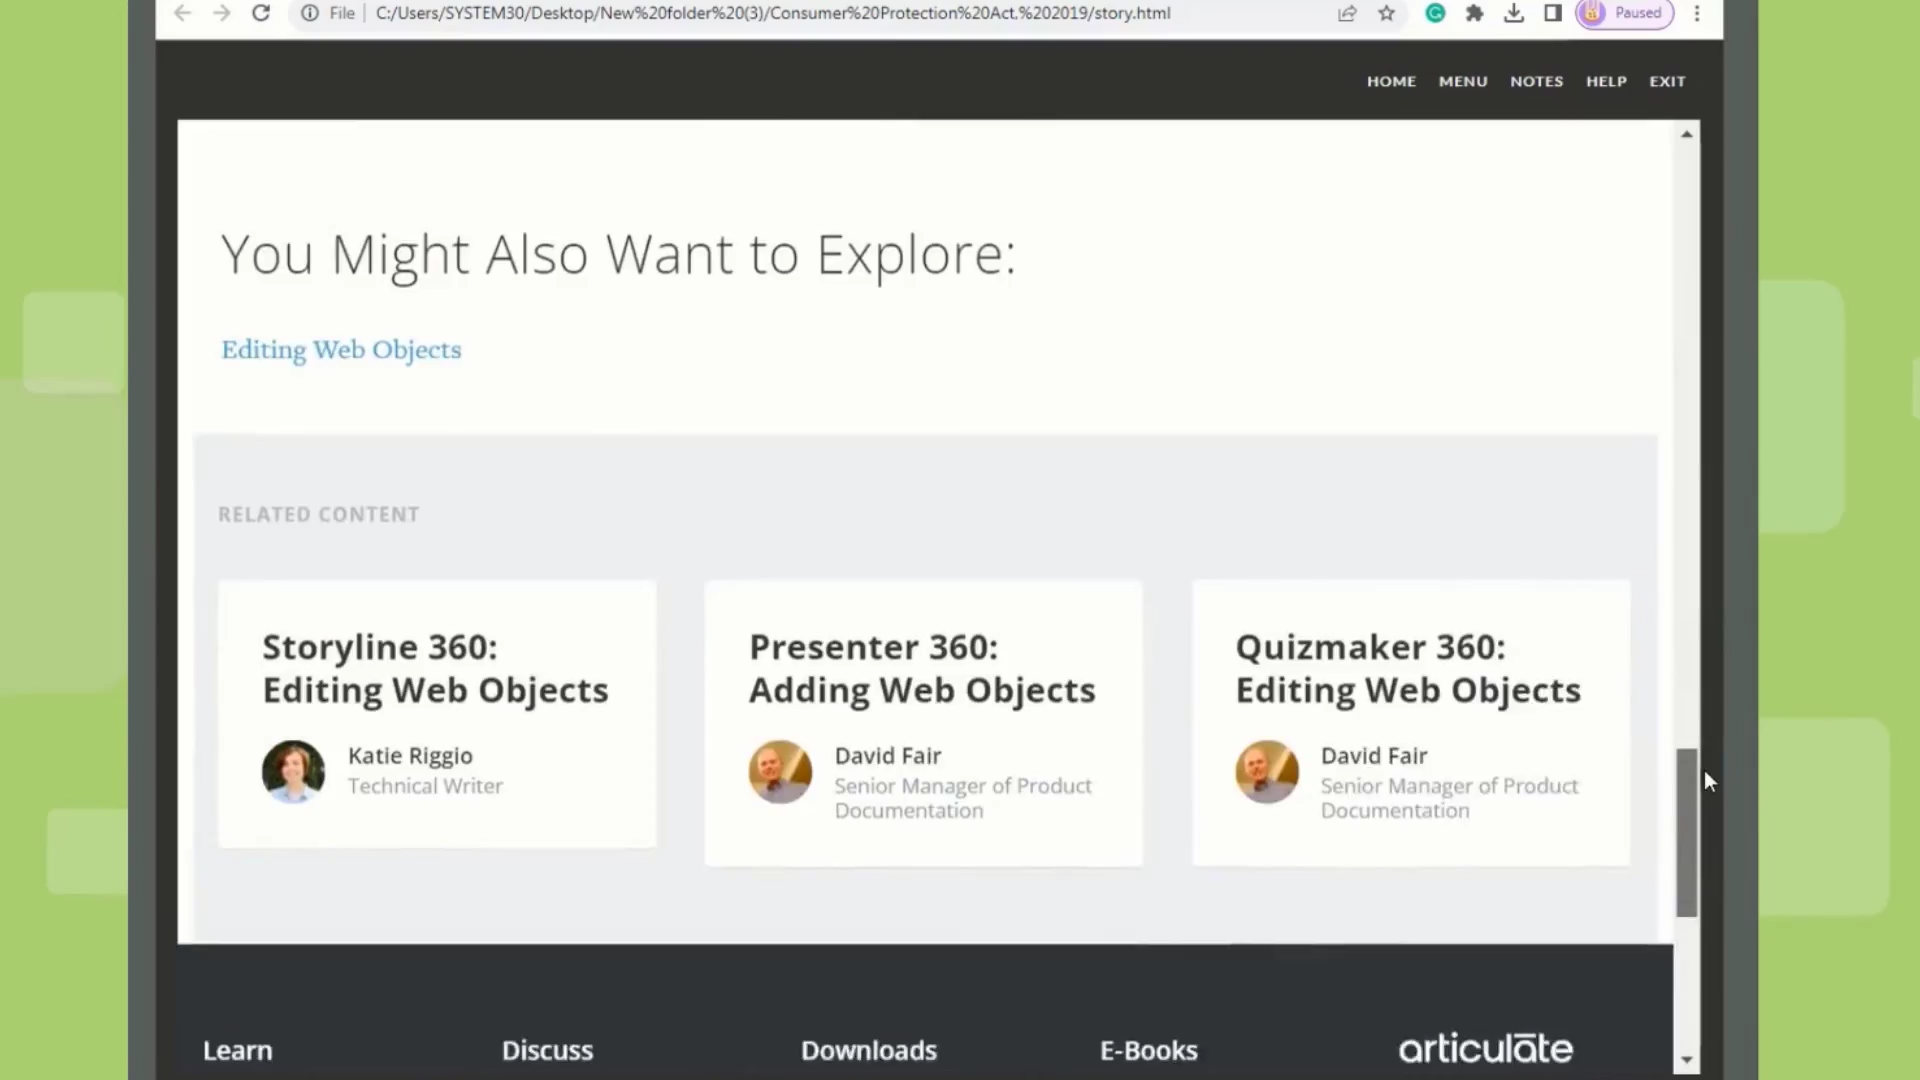 File C:/Users/SYSTEM30/Desktop/New%20folder%20(3)/Consumer%20Protection%20Act.%202019/story.html Paused
HOME MENU NOTES HELP EXIT
You Might Also Want to Explore:
Editing Web Objects
RELATED CONTENT
Storyline 360:
Editing Web Objects
Katie Riggio
Technical Writer
Presenter 360:
Adding Web Objects
David Fair
Senior Manager of Product
Documentation
Quizmaker 360:
Editing Web Objects
David Fair
Senior Manager of Product
Documentation
Learn Discuss Downloads E-Books articulāte